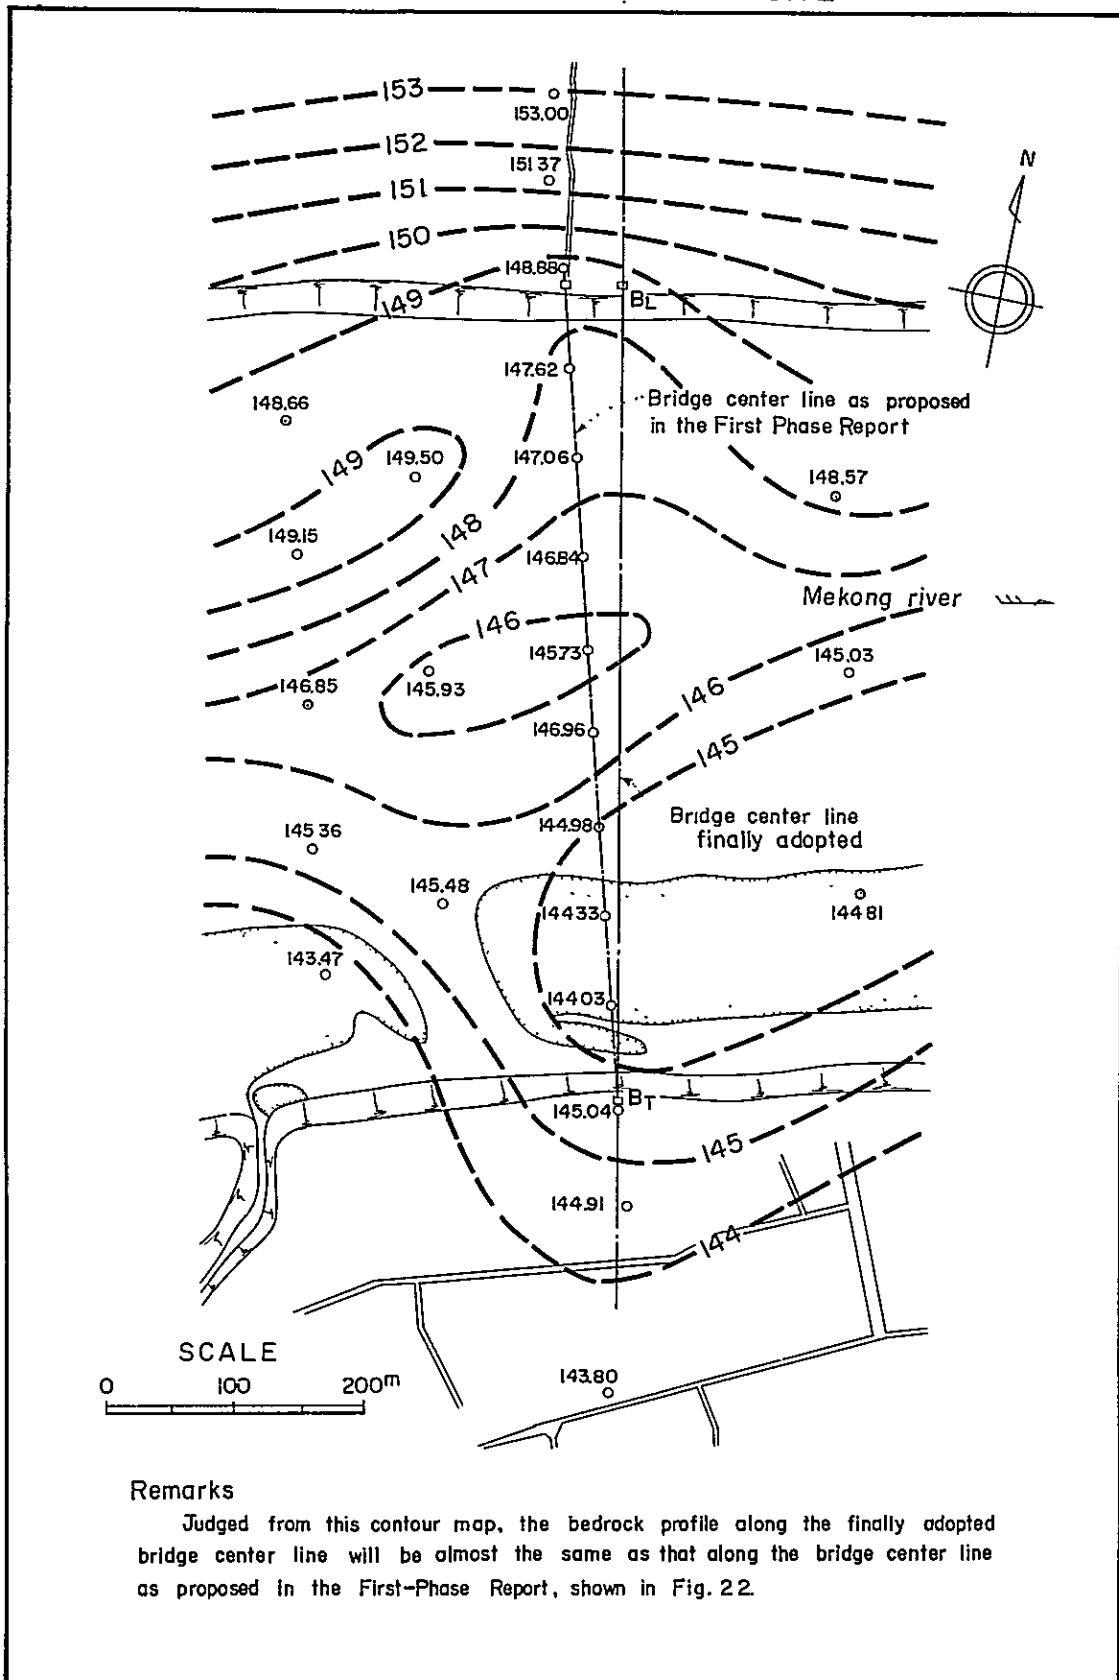 153
153.00
152
151 37
151
150
148.88
149
BL
N
147.62
Bridge center line as proposed
in the First Phase Report
148.66
149
149.50
147.06
148.57
149.15
148
146.84
147
Mekong river
146
145.73
145.03
146.85
145.93
146
146.96
145
144.98
Bridge center line
finally adopted
145 36
145.48
144 33
144 81
143.47
144 03
BT
145.04
145
144.91
144
SCALE
0 100 200m
143.80
Remarks
Judged from this contour map, the bedrock profile along the finally adopted
bridge center line will be almost the same as that along the bridge center line
as proposed in the First-Phase Report, shown in Fig. 22.